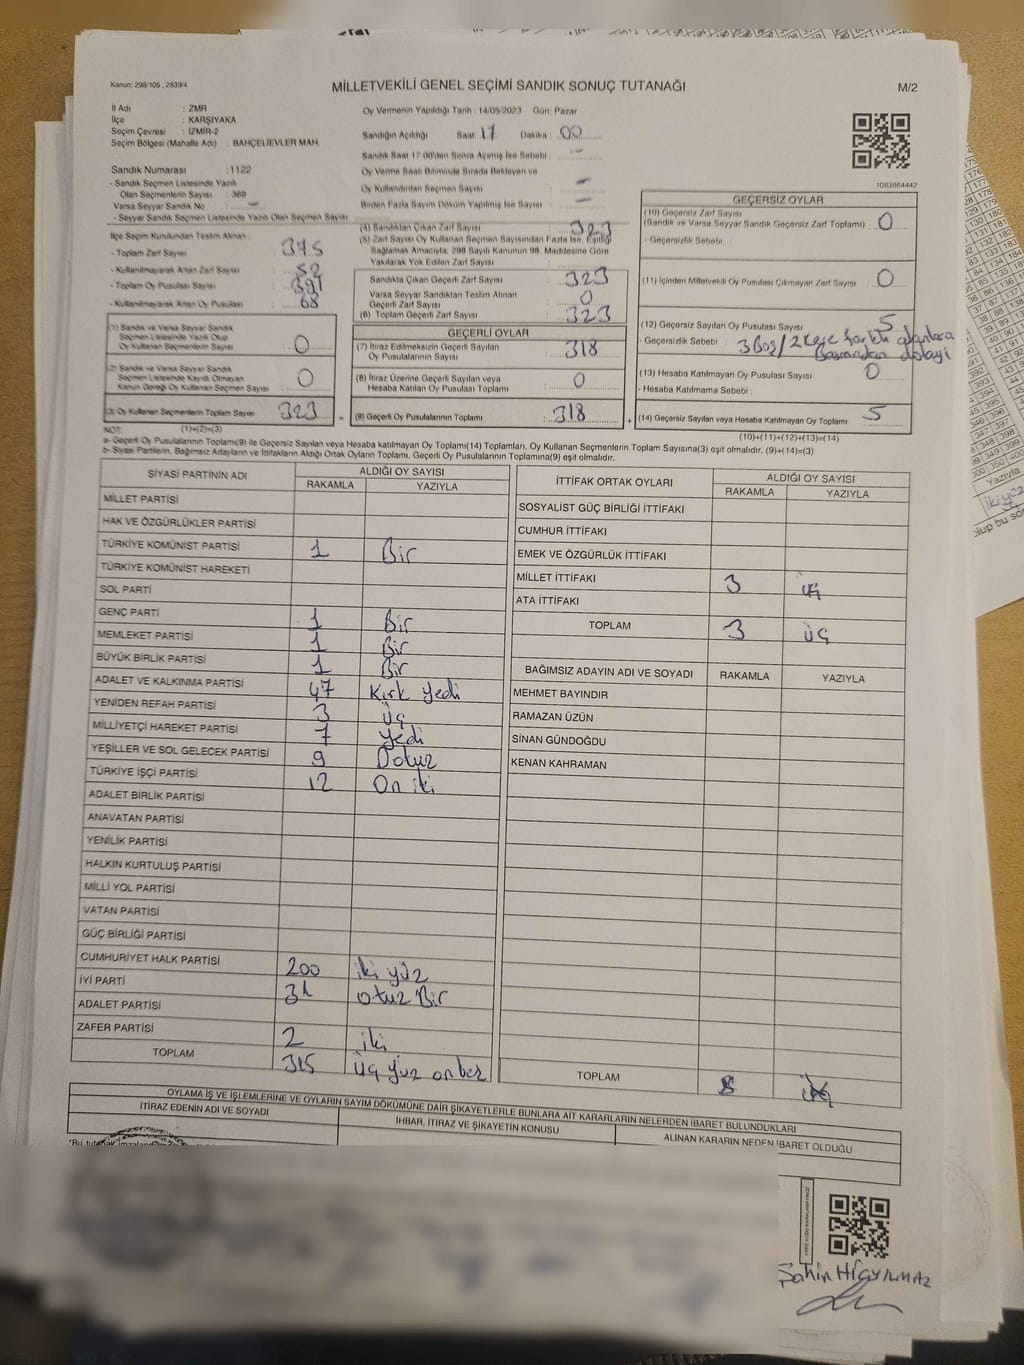 Kanun: 298/105 , 2839/4
MİLLETVEKİLİ GENEL SEÇİMİ SANDIK SONUÇ TUTANAĞI
M/2
İl Adı : ZMR
İlçe : KARŞIYAKA
Seçim Çevresi : İZMİR-2
Seçim Bölgesi (Mahalle Adı) : BAHÇELİEVLER MAH.
Oy Vermenin Yapıldığı Tarih : 14/05/2023 Gün: Pazar
Sandığın Açıldığı Saat: 17 Dakika : 00
Sandık Saat 17:00'den Sonra Açılmış İse Sebebi : -
Oy Verme Saati Bitiminde Sırada Bekleyen ve
Oy Kullandırılan Seçmen Sayısı -
Birden Fazla Sayım Döküm Yapılmış İse Sayısı -
1083864442
Sandık Numarası :1122
- Sandık Seçmen Listesinde Yazılı
Olan Seçmenlerin Sayısı : 369
Varsa Seyyar Sandık No : -
- Seyyar Sandık Seçmen Listesinde Yazılı Olan Seçmen Sayısı
İlçe Seçim Kurulundan Teslim Alınan :
- Toplam Zarf Sayısı : 375
- Kullanılmayarak Artan Zarf Sayısı : 52
- Toplam Oy Pusulası Sayısı : 391
- Kullanılmayarak Artan Oy Pusulası : 68
(4) Sandıktan Çıkan Zarf Sayısı : 323
(5) Zarf Sayısı Oy Kullanan Seçmen Sayısından Fazla İse, Eşitliği
Sağlamak Amacıyla, 298 Sayılı Kanunun 98. Maddesine Göre
Yakılarak Yok Edilen Zarf Sayısı :
Sandıkta Çıkan Geçerli Zarf Sayısı : 323
Varsa Seyyar Sandıktan Teslim Alınan
Geçerli Zarf Sayısı : 0
(6) Toplam Geçerli Zarf Sayısı : 323
GEÇERSİZ OYLAR
(10) Geçersiz Zarf Sayısı
(Sandık ve Varsa Seyyar Sandık Geçersiz Zarf Toplamı) : 0
- Geçersizlik Sebebi :
(11) İçinden Milletvekili Oy Pusulası Çıkmayan Zarf Sayısı : 0
(12) Geçersiz Sayılan Oy Pusulası Sayısı : 5
- Geçersizlik Sebebi : 3 Boş/2
(13) Hesaba Katılmayan Oy Pusulası Sayısı : 0
- Hesaba Katılmama Sebebi :
(14) Geçersiz Sayılan veya Hesaba Katılmayan Oy Toplamı : 5
(10)+(11)+(12)+(13)=(14)
(1) Sandık ve Varsa Seyyar Sandık
Seçmen Listesinde Yazılı Olup
Oy Kullanan Seçmenlerin Sayısı : 0
(2) Sandık ve Varsa Seyyar Sandık
Seçmen Listesinde Kayıtlı Olmayan
Kanun Gereği Oy Kullanan Seçmen Sayısı : 0
(3) Oy Kullanan Seçmenlerin Toplam Sayısı : 323 =
GEÇERLİ OYLAR
(7) İtiraz Edilmeksizin Geçerli Sayılan
Oy Pusulalarının Sayısı : 318
(8) İtiraz Üzerine Geçerli Sayılan veya
Hesaba Katılan Oy Pusulası Toplamı : 0
(9) Geçerli Oy Pusulalarının Toplamı : 318 +
NOT: (1)+(2)=(3)
a- Geçerli Oy Pusulalarının Toplamı(9) ile Geçersiz Sayılan veya Hesaba katılmayan Oy Toplamı(14) Toplamları, Oy Kullanan Seçmenlerin Toplam Sayısına(3) eşit olmalıdır. (9)+(14)=(3)
b- Siyasi Partilerin, Bağımsız Adayların ve İttifakların Aldığı Ortak Oyların Toplamı, Geçerli Oy Pusulalarının Toplamına(9) eşit olmalıdır.
SİYASİ PARTİNİN ADI ALDIĞI OY SAYISI
RAKAMLA YAZIYLA
MİLLET PARTİSİ
HAK VE ÖZGÜRLÜKLER PARTİSİ
TÜRKİYE KOMÜNİST PARTİSİ 1 Bir
TÜRKİYE KOMÜNİST HAREKETİ
SOL PARTİ
GENÇ PARTİ 1 Bir
MEMLEKET PARTİSİ 1 Bir
BÜYÜK BİRLİK PARTİSİ 1 Bir
ADALET VE KALKINMA PARTİSİ 47 Kırk yedi
YENİDEN REFAH PARTİSİ 3 Üç
MİLLİYETÇİ HAREKET PARTİSİ 7 yedi
YEŞİLLER VE SOL GELECEK PARTİSİ 9 Dokuz
TÜRKİYE İŞÇİ PARTİSİ 12 On iki
ADALET BİRLİK PARTİSİ
ANAVATAN PARTİSİ
YENİLİK PARTİSİ
HALKIN KURTULUŞ PARTİSİ
MİLLİ YOL PARTİSİ
VATAN PARTİSİ
GÜÇ BİRLİĞİ PARTİSİ
CUMHURİYET HALK PARTİSİ 200 iki yüz
İYİ PARTİ 31 otuz Bir
ADALET PARTİSİ
ZAFER PARTİSİ 2 iki
TOPLAM 315 üç yüz onbeş
İTTİFAK ORTAK OYLARI ALDIĞI OY SAYISI
RAKAMLA YAZIYLA
SOSYALİST GÜÇ BİRLİĞİ İTTİFAKI
CUMHUR İTTİFAKI
EMEK VE ÖZGÜRLÜK İTTİFAKI
MİLLET İTTİFAKI 3 üç
ATA İTTİFAKI
TOPLAM 3 üç
BAĞIMSIZ ADAYIN ADI VE SOYADI RAKAMLA YAZIYLA
MEHMET BAYINDIR
RAMAZAN ÜZÜN
SİNAN GÜNDOĞDU
KENAN KAHRAMAN
TOPLAM
OYLAMA İŞ VE İŞLEMLERİNE VE OYLARIN SAYIM DÖKÜMÜNE DAİR ŞİKAYETLERLE BUNLARA AİT KARARLARIN NELERDEN İBARET BULUNDUKLARI
İTİRAZ EDENİN ADI VE SOYADI İHBAR, İTİRAZ VE ŞİKAYETİN KONUSU ALINAN KARARIN NEDEN İBARET OLDUĞU
Şahin HIÇYILMAZ